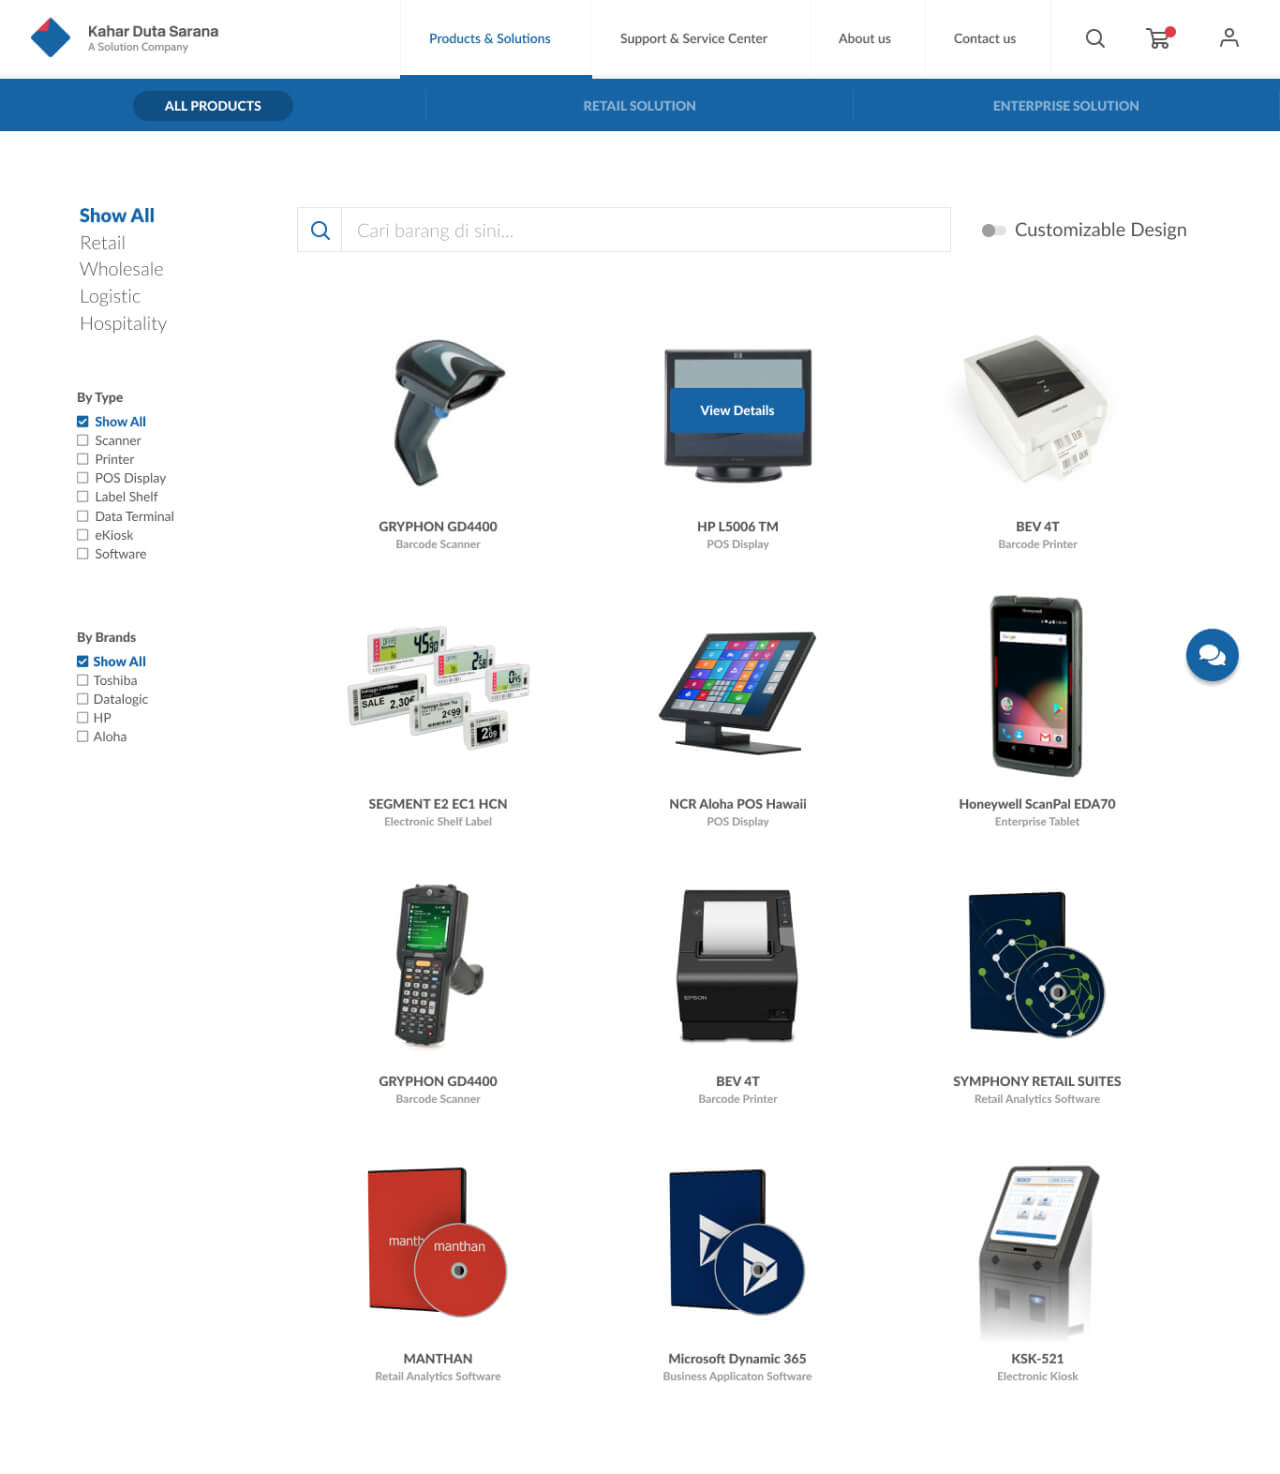 Kahar Duta Sarana
A Solution Company
Products & Solutions
Support & Service Center
About us
Contact us
ALL PRODUCTS
RETAIL SOLUTION
ENTERPRISE SOLUTION
Show All
Retail
Wholesale
Logistic
Hospitality
Cari barang di sini...
Customizable Design
By Type
Show All
Scanner
Printer
POS Display
Label Shelf
Data Terminal
eKiosk
Software
By Brands
Show All
Toshiba
Datalogic
HP
Aloha
View Details
GRYPHON GD4400
Barcode Scanner
HP L5006 TM
POS Display
BEV 4T
Barcode Printer
SALE 2,30€
Honeywell
SEGMENT E2 EC1 HCN
Electronic Shelf Label
NCR Aloha POS Hawaii
POS Display
Honeywell ScanPal EDA70
Enterprise Tablet
EPSON
GRYPHON GD4400
Barcode Scanner
BEV 4T
Barcode Printer
SYMPHONY RETAIL SUITES
Retail Analytics Software
manth
manthan
MANTHAN
Retail Analytics Software
Microsoft Dynamic 365
Business Applicaton Software
KSK-521
Electronic Kiosk